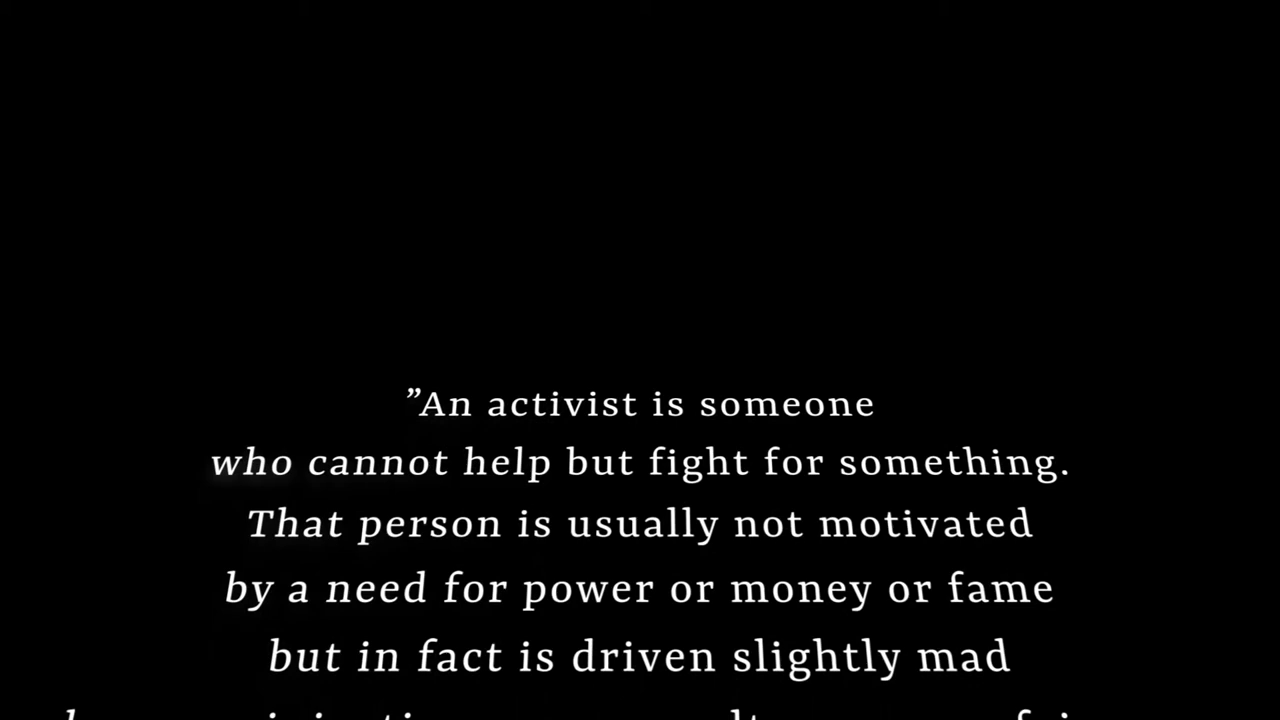 ”An activist is someone
who cannot help but fight for something.
That person is usually not motivated
by a need for power or money or fame
but in fact is driven slightly mad